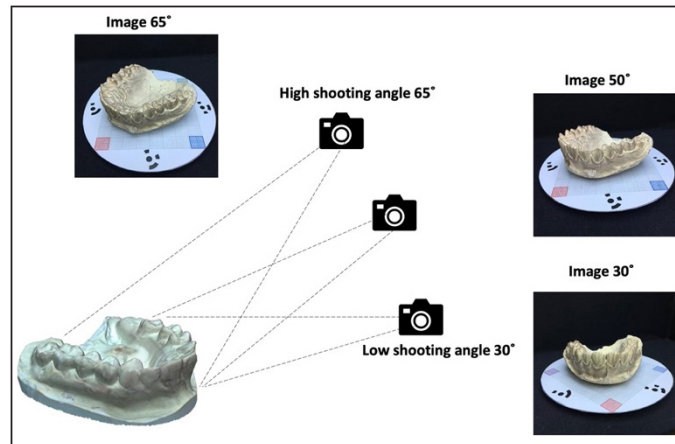 Image 65˚
High shooting angle 65˚
Image 50˚
Image 30˚
Low shooting angle 30˚